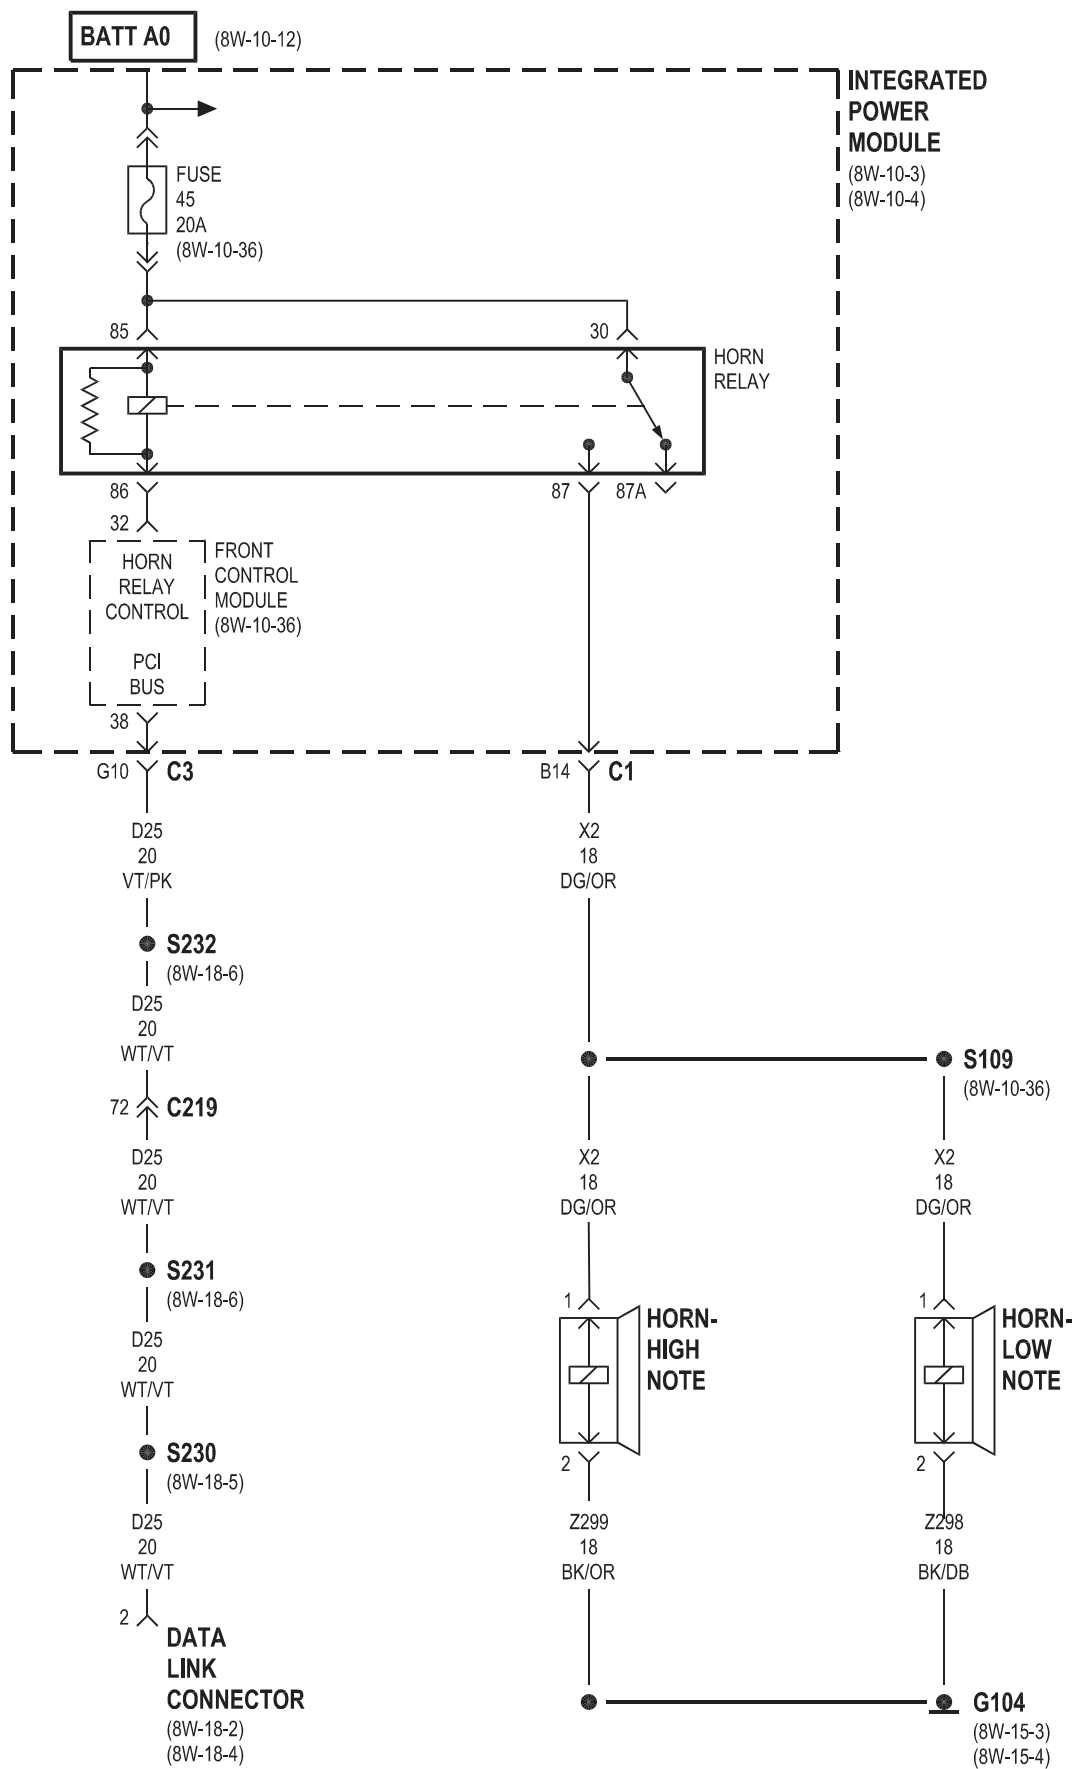 BATT A0
(8W-10-12)
INTEGRATED
POWER
MODULE
(8W-10-3)
(8W-10-4)
FUSE
45
20A
(8W-10-36)
85
30
HORN
RELAY
86
87
87A
32
HORN
RELAY
CONTROL
PCI
BUS
FRONT
CONTROL
MODULE
(8W-10-36)
38
G10
C3
B14
C1
D25
20
VT/PK
X2
18
DG/OR
S232
(8W-18-6)
D25
20
WT/VT
S109
(8W-10-36)
72
C219
D25
20
WT/VT
X2
18
DG/OR
X2
18
DG/OR
S231
(8W-18-6)
1
HORN-
HIGH
NOTE
1
HORN-
LOW
NOTE
D25
20
WT/VT
S230
(8W-18-5)
2
2
D25
20
WT/VT
Z299
18
BK/OR
Z298
18
BK/DB
2
DATA
LINK
CONNECTOR
(8W-18-2)
(8W-18-4)
G104
(8W-15-3)
(8W-15-4)